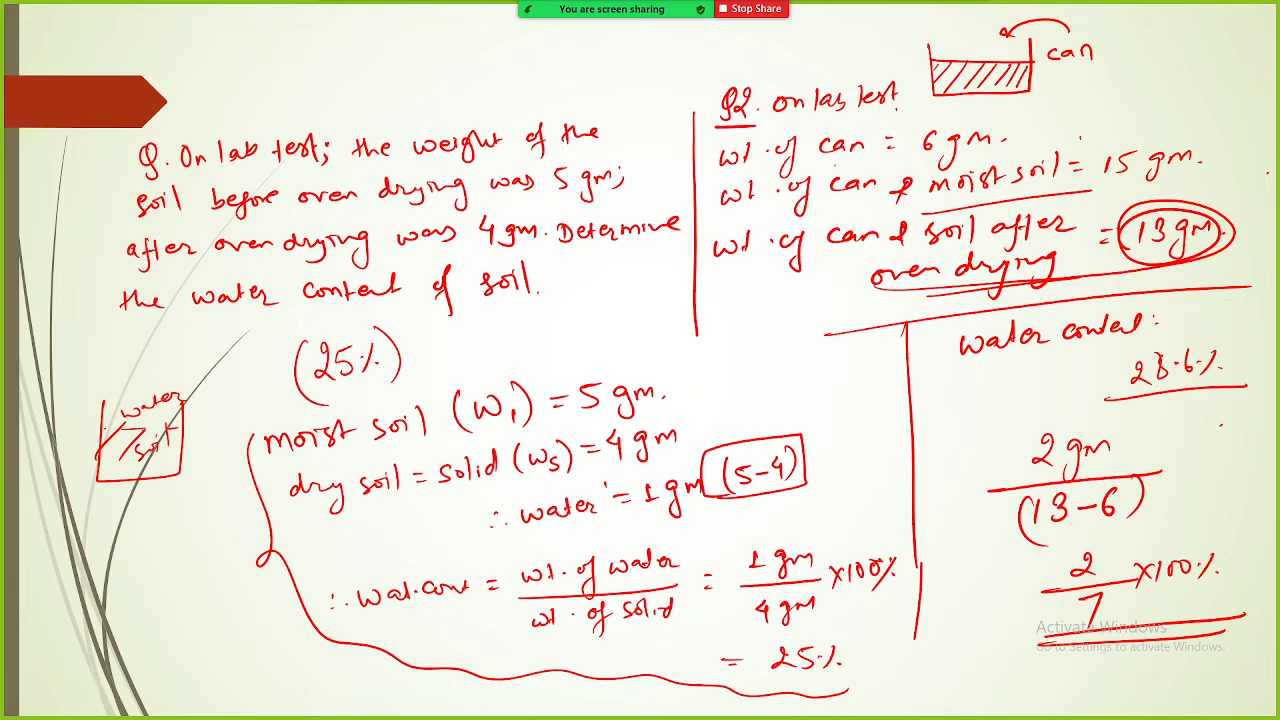 You are screen sharing
Stop Share
Q. On lab test; the weight of the
soil before oven drying was 5 gm;
after oven drying was 4gm. Determine
the water content of soil.
(25%)
water
soil
moist soil (W1) = 5 gm.
dry soil = solid (Ws) = 4 gm
∴ water = 1 gm (5-4)
∴ Wat.cont = wt. of water / wt. of solid = 1 gm / 4 gm × 100%
= 25%
can
Q2. on lab test.
wt. of can = 6 gm.
wt. of can & moist soil = 15 gm.
wt. of can & soil after = 13 gm.
oven drying
water content:
28.6%
2 gm
(13-6)
2 / 7 × 100%
Activate Windows
Go to Settings to activate Windows.